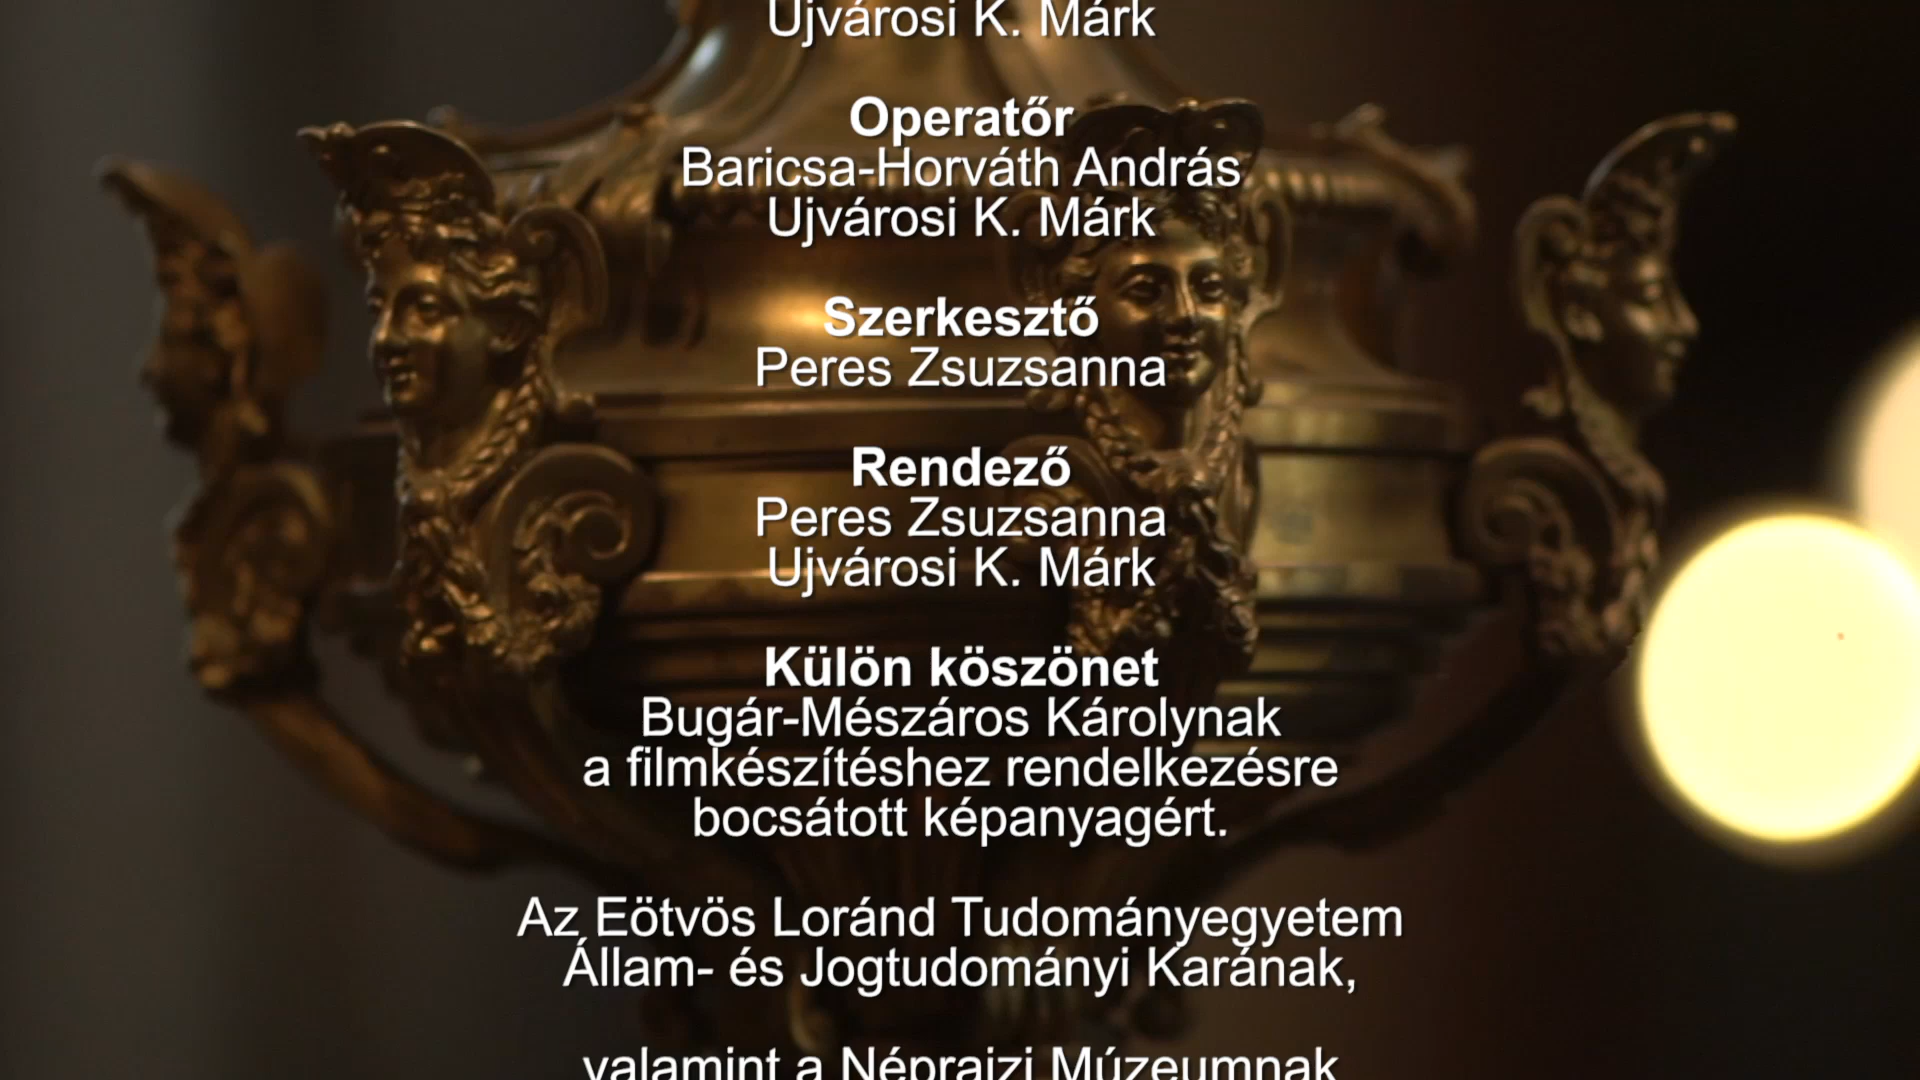 Ujvárosi K. Márk
Operatőr
Baricsa-Horváth András
Ujvárosi K. Márk
Szerkesztő
Peres Zsuzsanna
Rendező
Peres Zsuzsanna
Ujvárosi K. Márk
Külön köszönet
Bugár-Mészáros Károlynak
a filmkészítéshez rendelkezésre
bocsátott képanyagért.
Az Eötvös Loránd Tudományegyetem
Állam- és Jogtudományi Karának,
valamint a Néprajzi Múzeumnak